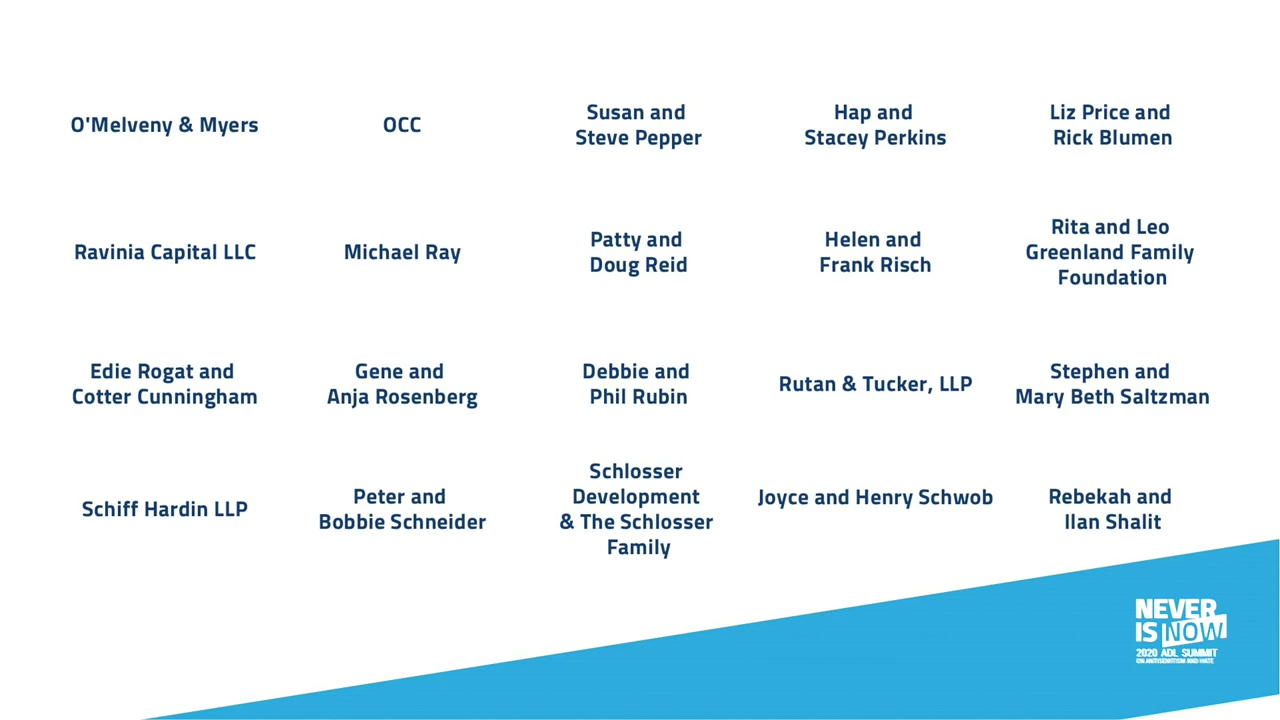 O'Melveny & Myers
OCC
Susan and
Steve Pepper
Hap and
Stacey Perkins
Liz Price and
Rick Blumen
Ravinia Capital LLC
Michael Ray
Patty and
Doug Reid
Helen and
Frank Risch
Rita and Leo
Greenland Family
Foundation
Edie Rogat and
Cotter Cunningham
Gene and
Anja Rosenberg
Debbie and
Phil Rubin
Rutan & Tucker, LLP
Stephen and
Mary Beth Saltzman
Schiff Hardin LLP
Peter and
Bobbie Schneider
Schlosser
Development
& The Schlosser
Family
Joyce and Henry Schwob
Rebekah and
Ilan Shalit
NEVER
IS NOW
2020 ADL SUMMIT
ON ANTISEMITISM AND HATE